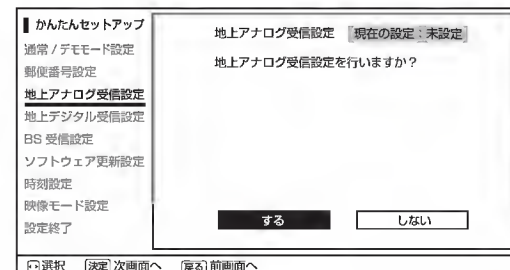 かんたんセットアップ
通常 / デモモード設定
郵便番号設定
地上アナログ受信設定
地上デジタル受信設定
BS 受信設定
ソフトウェア更新設定
時刻設定
映像モード設定
設定終了
地上アナログ受信設定 現在の設定：未設定
地上アナログ受信設定を行いますか？
する しない
選択 決定 次画面へ 戻る 前画面へ